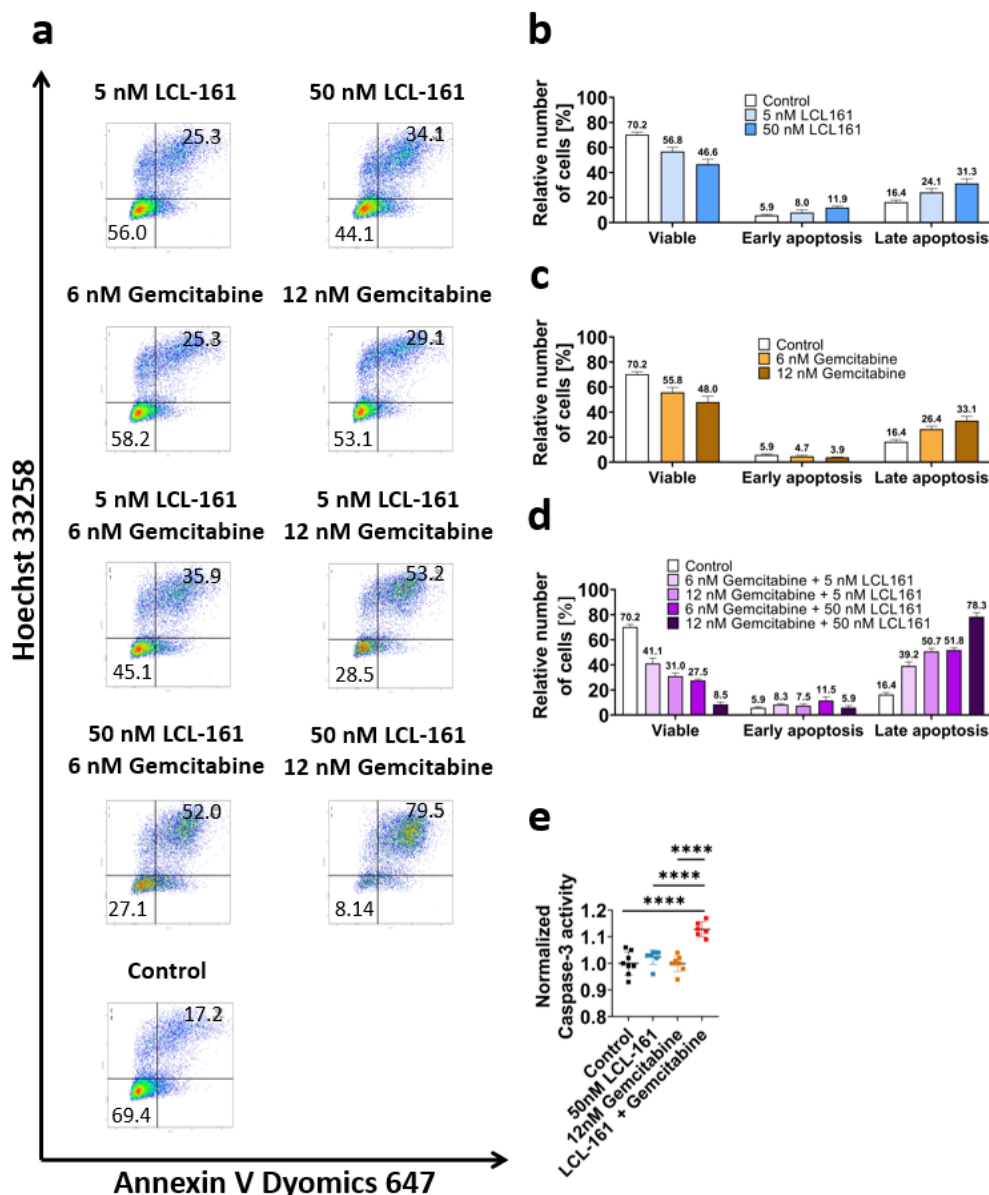 a
Hoechst 33258
5 nM LCL-161
50 nM LCL-161
25.3
34.1
56.0
44.1
6 nM Gemcitabine
12 nM Gemcitabine
25.3
29.1
58.2
53.1
5 nM LCL-161
6 nM Gemcitabine
5 nM LCL-161
12 nM Gemcitabine
35.9
53.2
45.1
28.5
50 nM LCL-161
6 nM Gemcitabine
50 nM LCL-161
12 nM Gemcitabine
52.0
79.5
27.1
8.14
Control
17.2
69.4
Annexin V Dyomics 647
b
Relative number
of cells [%]
100
80
60
40
20
0
Control
5 nM LCL161
50 nM LCL161
70.2
56.8
46.6
5.9
8.0
11.9
16.4
24.1
31.3
Viable
Early apoptosis
Late apoptosis
c
Relative number
of cells [%]
100
80
60
40
20
0
Control
6 nM Gemcitabine
12 nM Gemcitabine
70.2
55.8
48.0
5.9
4.7
3.9
16.4
26.4
33.1
Viable
Early apoptosis
Late apoptosis
d
Relative number
of cells [%]
100
80
60
40
20
0
Control
6 nM Gemcitabine + 5 nM LCL161
12 nM Gemcitabine + 5 nM LCL161
6 nM Gemcitabine + 50 nM LCL161
12 nM Gemcitabine + 50 nM LCL161
70.2
41.1
31.0
27.5
8.5
5.9
8.3
7.5
11.5
5.9
16.4
39.2
50.7
51.8
78.3
Viable
Early apoptosis
Late apoptosis
e
Normalized
Caspase-3 activity
1.2
1.1
1.0
0.9
0.8
****
****
****
Control
50nM LCL-161
12nM Gemcitabine
LCL-161 + Gemcitabine